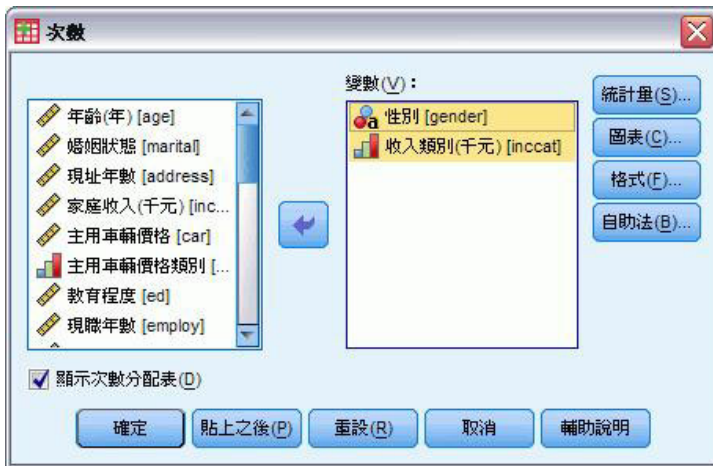 次數
年齡(年) [age]
婚姻狀態 [marital]
現址年數 [address]
家庭收入(千元) [inc...
主用車輛價格 [car]
主用車輛價格類別 [...
教育程度 [ed]
現職年數 [employ]
變數(V)：
性別 [gender]
收入類別(千元) [inccat]
統計量(S)...
圖表(C)...
格式(F)...
自助法(B)...
顯示次數分配表(D)
確定
貼上之後(P)
重設(R)
取消
輔助說明